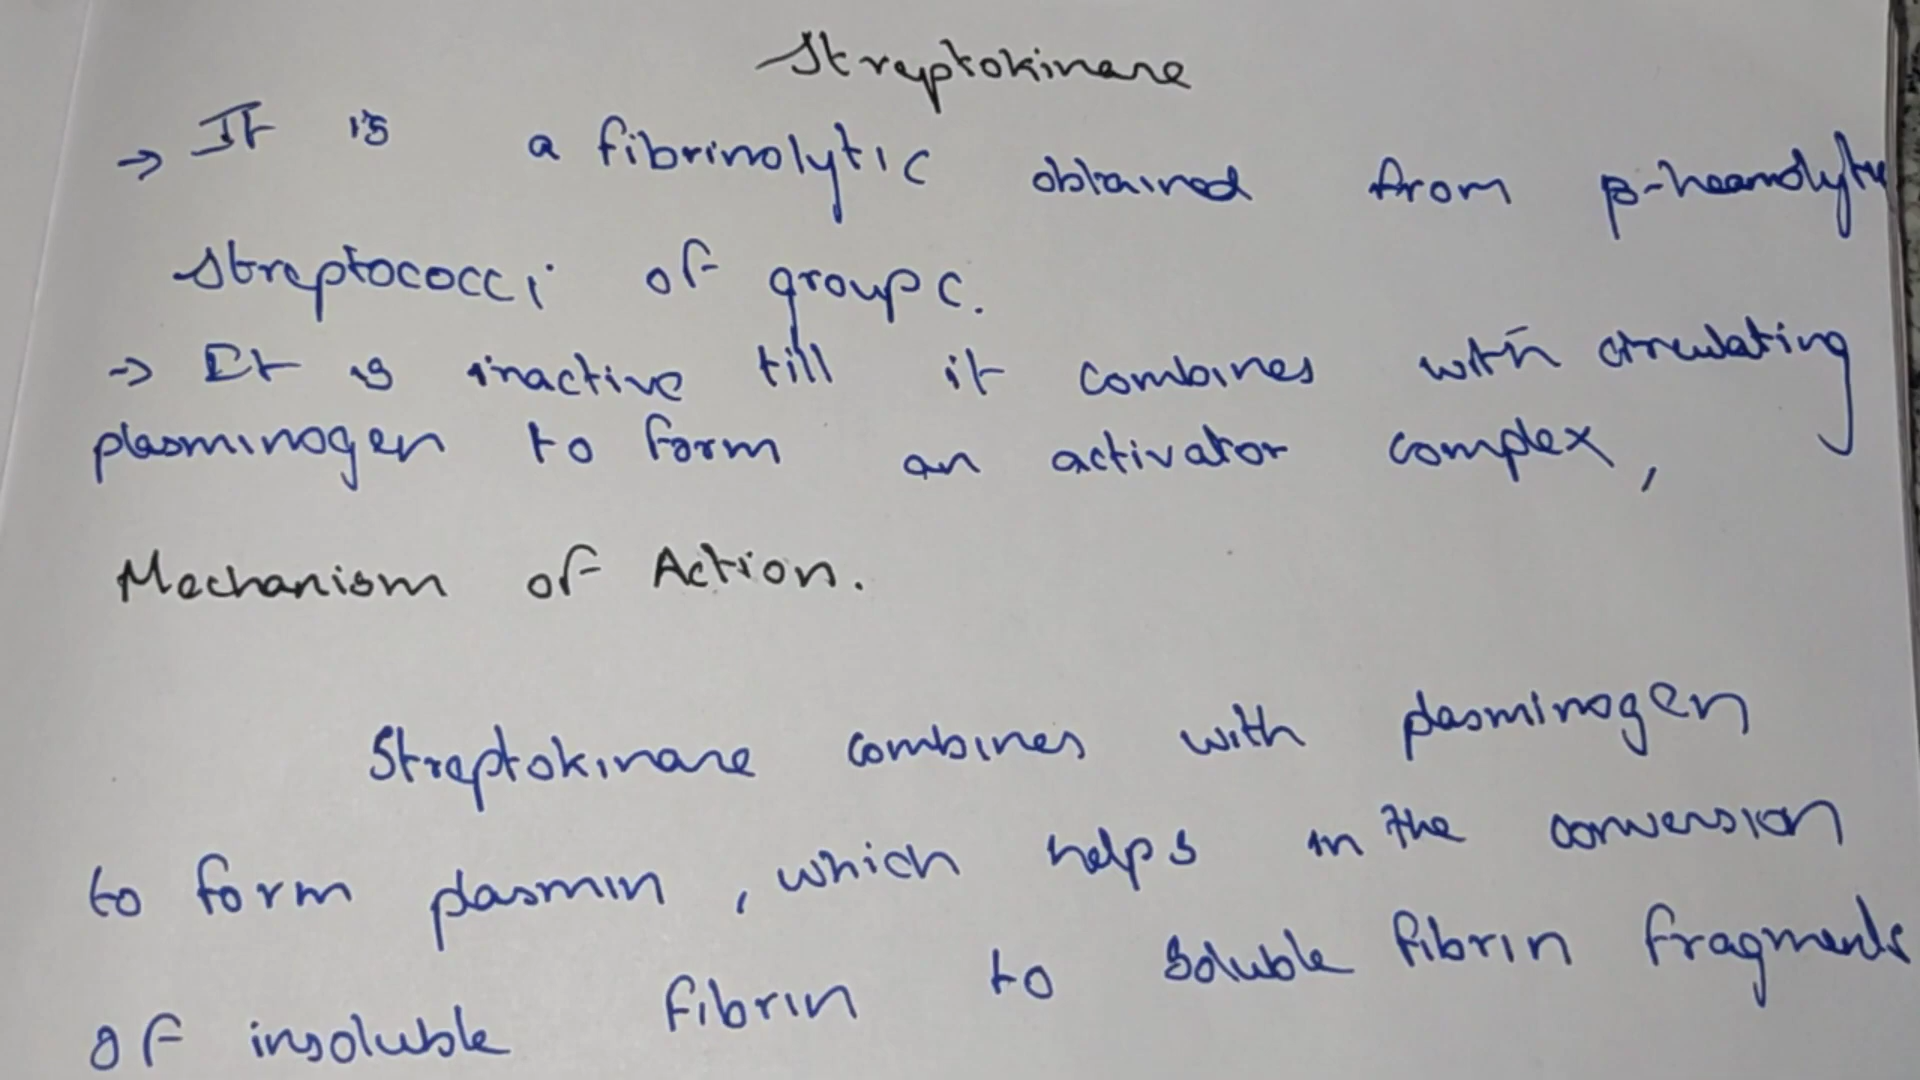 Streptokinase
→ It is a fibrinolytic obtained from β-heamolytic
streptococci of group c.
→ It is inactive till it combines with circulating
plasminogen to form an activator complex,
Mechanism of Action.
Streptokinase combines with plasminogen
to form plasmin, which helps in the conversion
of insoluble fibrin to soluble fibrin fragments